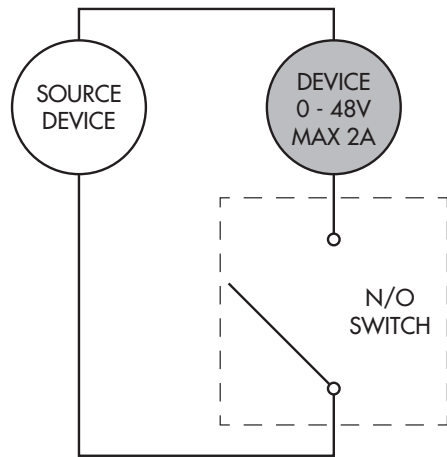 SOURCE
DEVICE
DEVICE
0 - 48V
MAX 2A
N/O
SWITCH